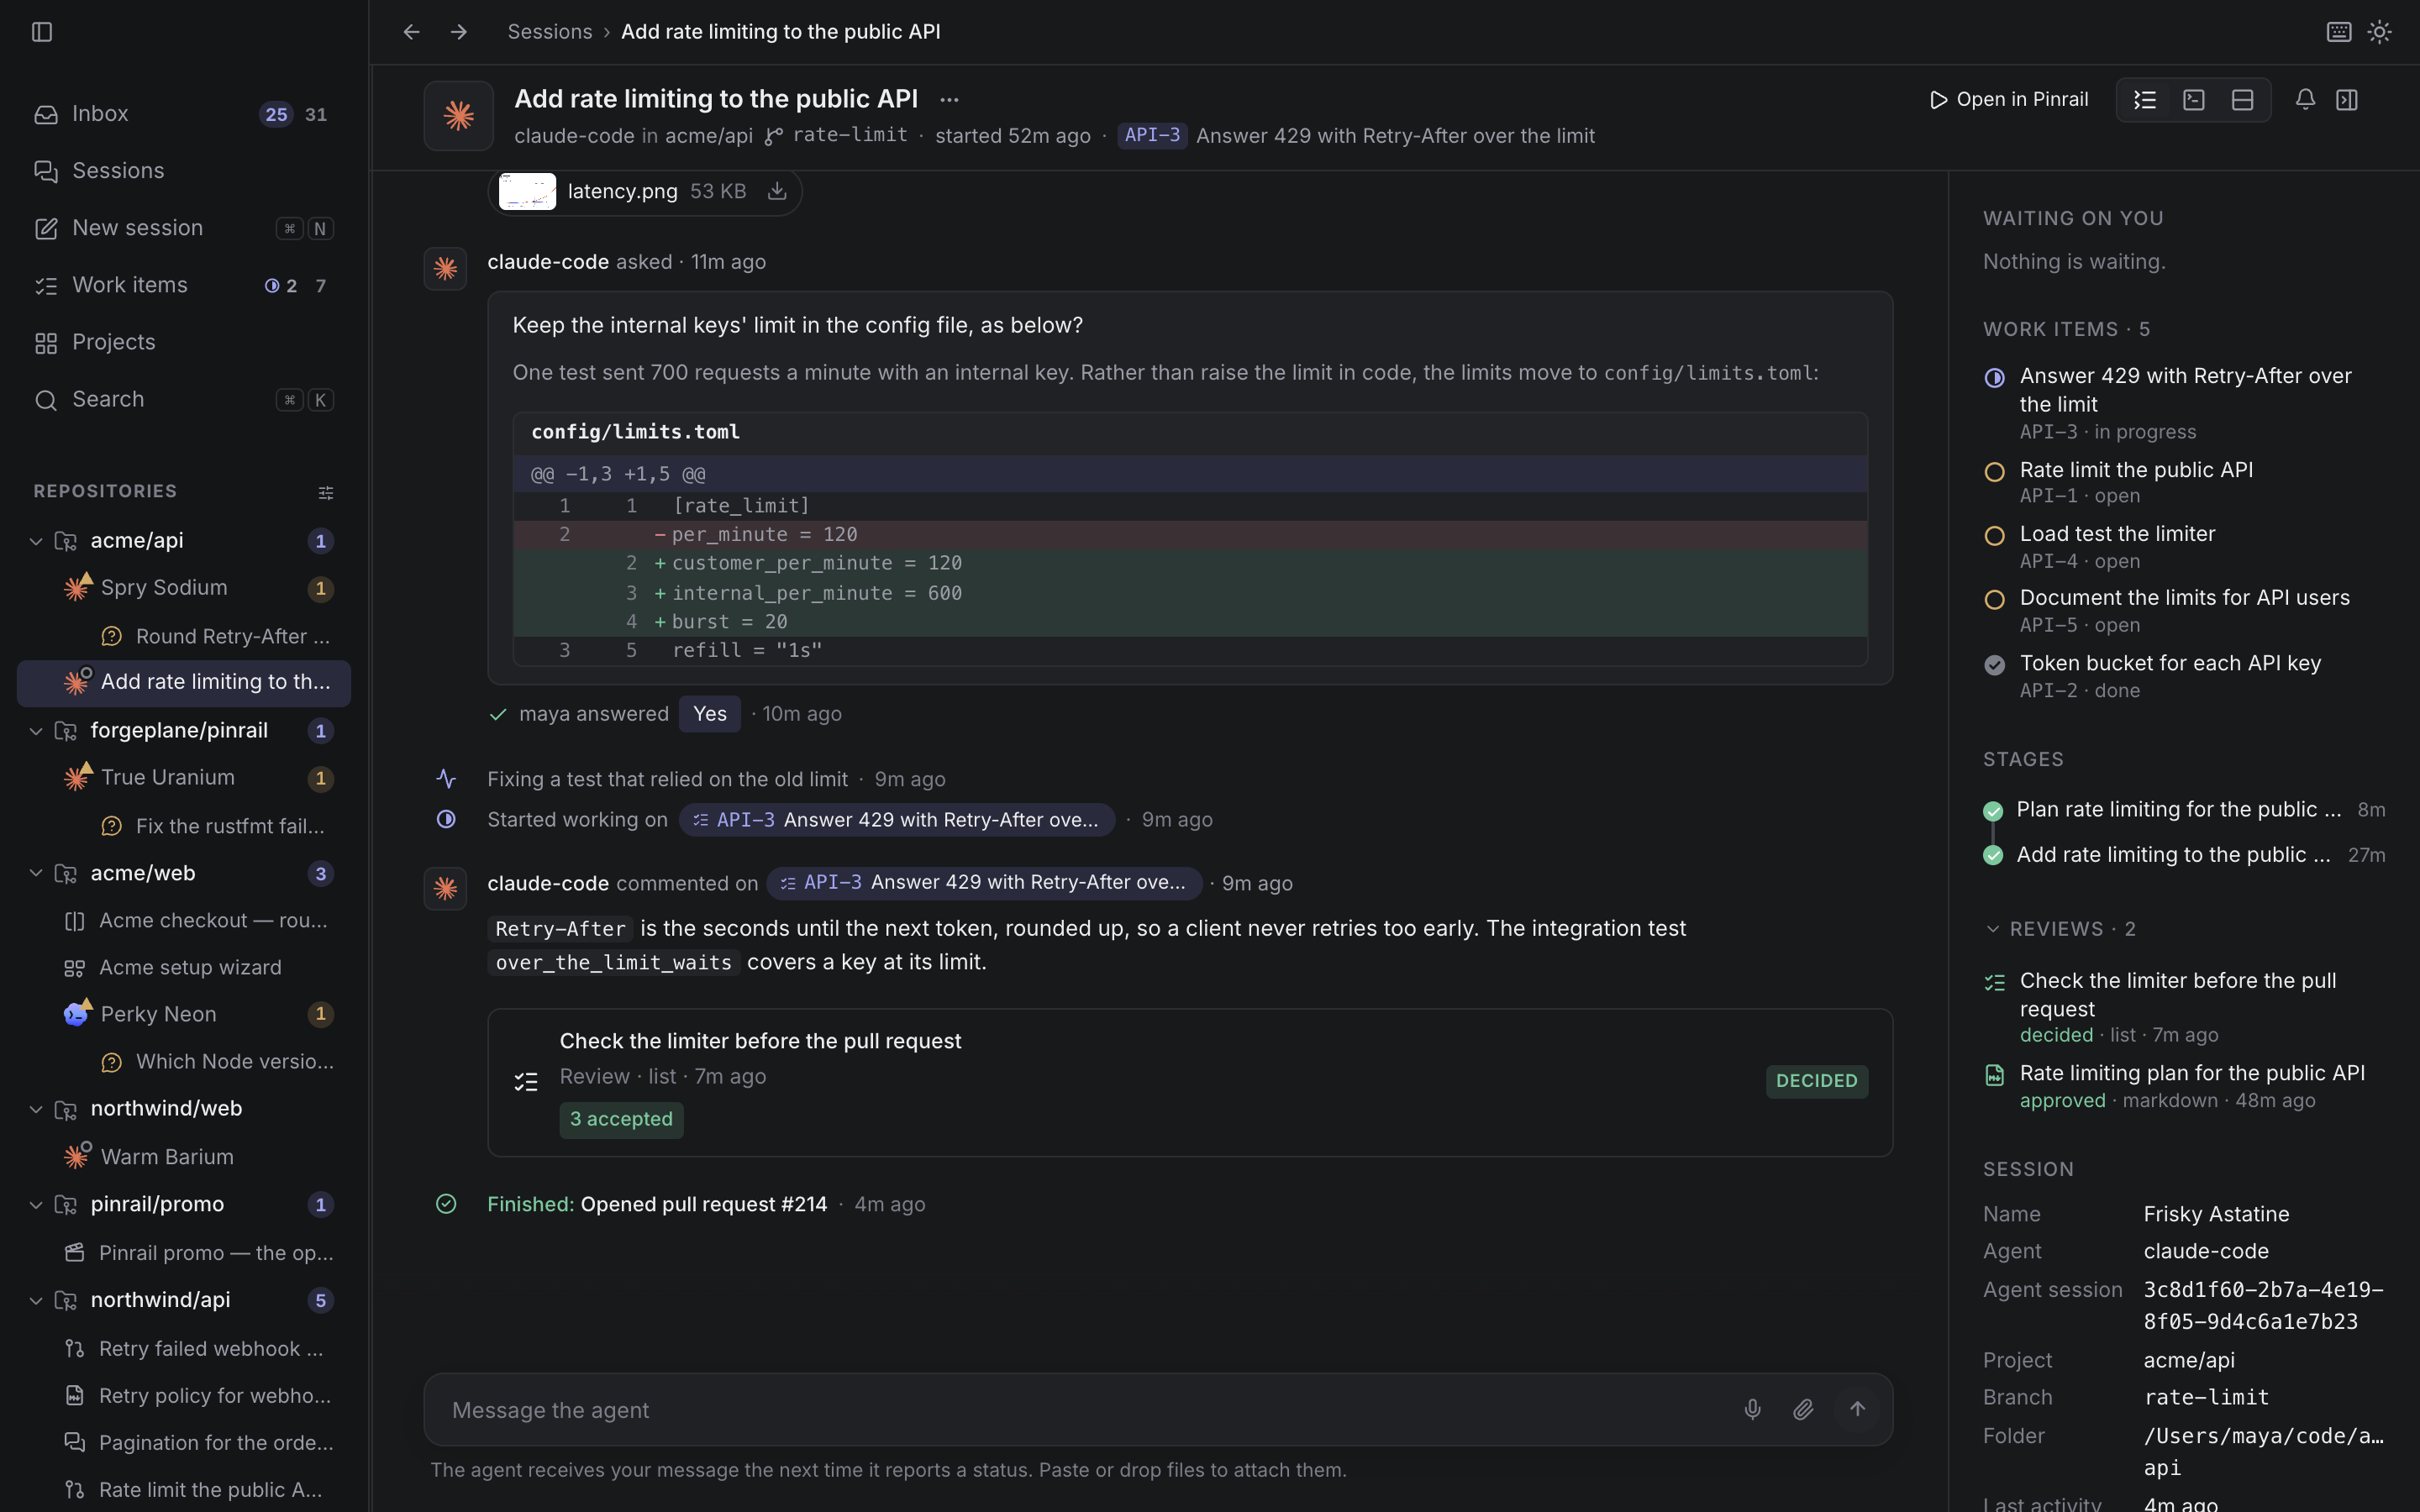 Sessions › Add rate limiting to the public API
Inbox 25 31
Sessions
New session ⌘ N
Work items 2 7
Projects
Search ⌘ K
REPOSITORIES
acme/api 1
Spry Sodium 1
Round Retry-After ...
Add rate limiting to th...
forgeplane/pinrail 1
True Uranium 1
Fix the rustfmt fail...
acme/web 3
Acme checkout — rou...
Acme setup wizard
Perky Neon 1
Which Node versio...
northwind/web
Warm Barium
pinrail/promo 1
Pinrail promo — the op...
northwind/api 5
Retry failed webhook ...
Retry policy for webho...
Pagination for the orde...
Rate limit the public A...
Add rate limiting to the public API ...
claude-code in acme/api rate-limit · started 52m ago · API-3 Answer 429 with Retry-After over the limit
Open in Pinrail
latency.png 53 KB
claude-code asked · 11m ago
Keep the internal keys' limit in the config file, as below?
One test sent 700 requests a minute with an internal key. Rather than raise the limit in code, the limits move to config/limits.toml:
config/limits.toml
@@ -1,3 +1,5 @@
1 1 [rate_limit]
2 - per_minute = 120
2 + customer_per_minute = 120
3 + internal_per_minute = 600
4 + burst = 20
3 5 refill = "1s"
maya answered Yes · 10m ago
Fixing a test that relied on the old limit · 9m ago
Started working on API-3 Answer 429 with Retry-After ove... · 9m ago
claude-code commented on API-3 Answer 429 with Retry-After ove... · 9m ago
Retry-After is the seconds until the next token, rounded up, so a client never retries too early. The integration test
over_the_limit_waits covers a key at its limit.
Check the limiter before the pull request
Review · list · 7m ago
3 accepted
DECIDED
Finished: Opened pull request #214 · 4m ago
Message the agent
The agent receives your message the next time it reports a status. Paste or drop files to attach them.
WAITING ON YOU
Nothing is waiting.
WORK ITEMS · 5
Answer 429 with Retry-After over
the limit
API-3 · in progress
Rate limit the public API
API-1 · open
Load test the limiter
API-4 · open
Document the limits for API users
API-5 · open
Token bucket for each API key
API-2 · done
STAGES
Plan rate limiting for the public ... 8m
Add rate limiting to the public ... 27m
REVIEWS · 2
Check the limiter before the pull
request
decided · list · 7m ago
Rate limiting plan for the public API
approved · markdown · 48m ago
SESSION
Name Frisky Astatine
Agent claude-code
Agent session 3c8d1f60-2b7a-4e19-
8f05-9d4c6a1e7b23
Project acme/api
Branch rate-limit
Folder /Users/maya/code/a...
api
Last activity 4m ago